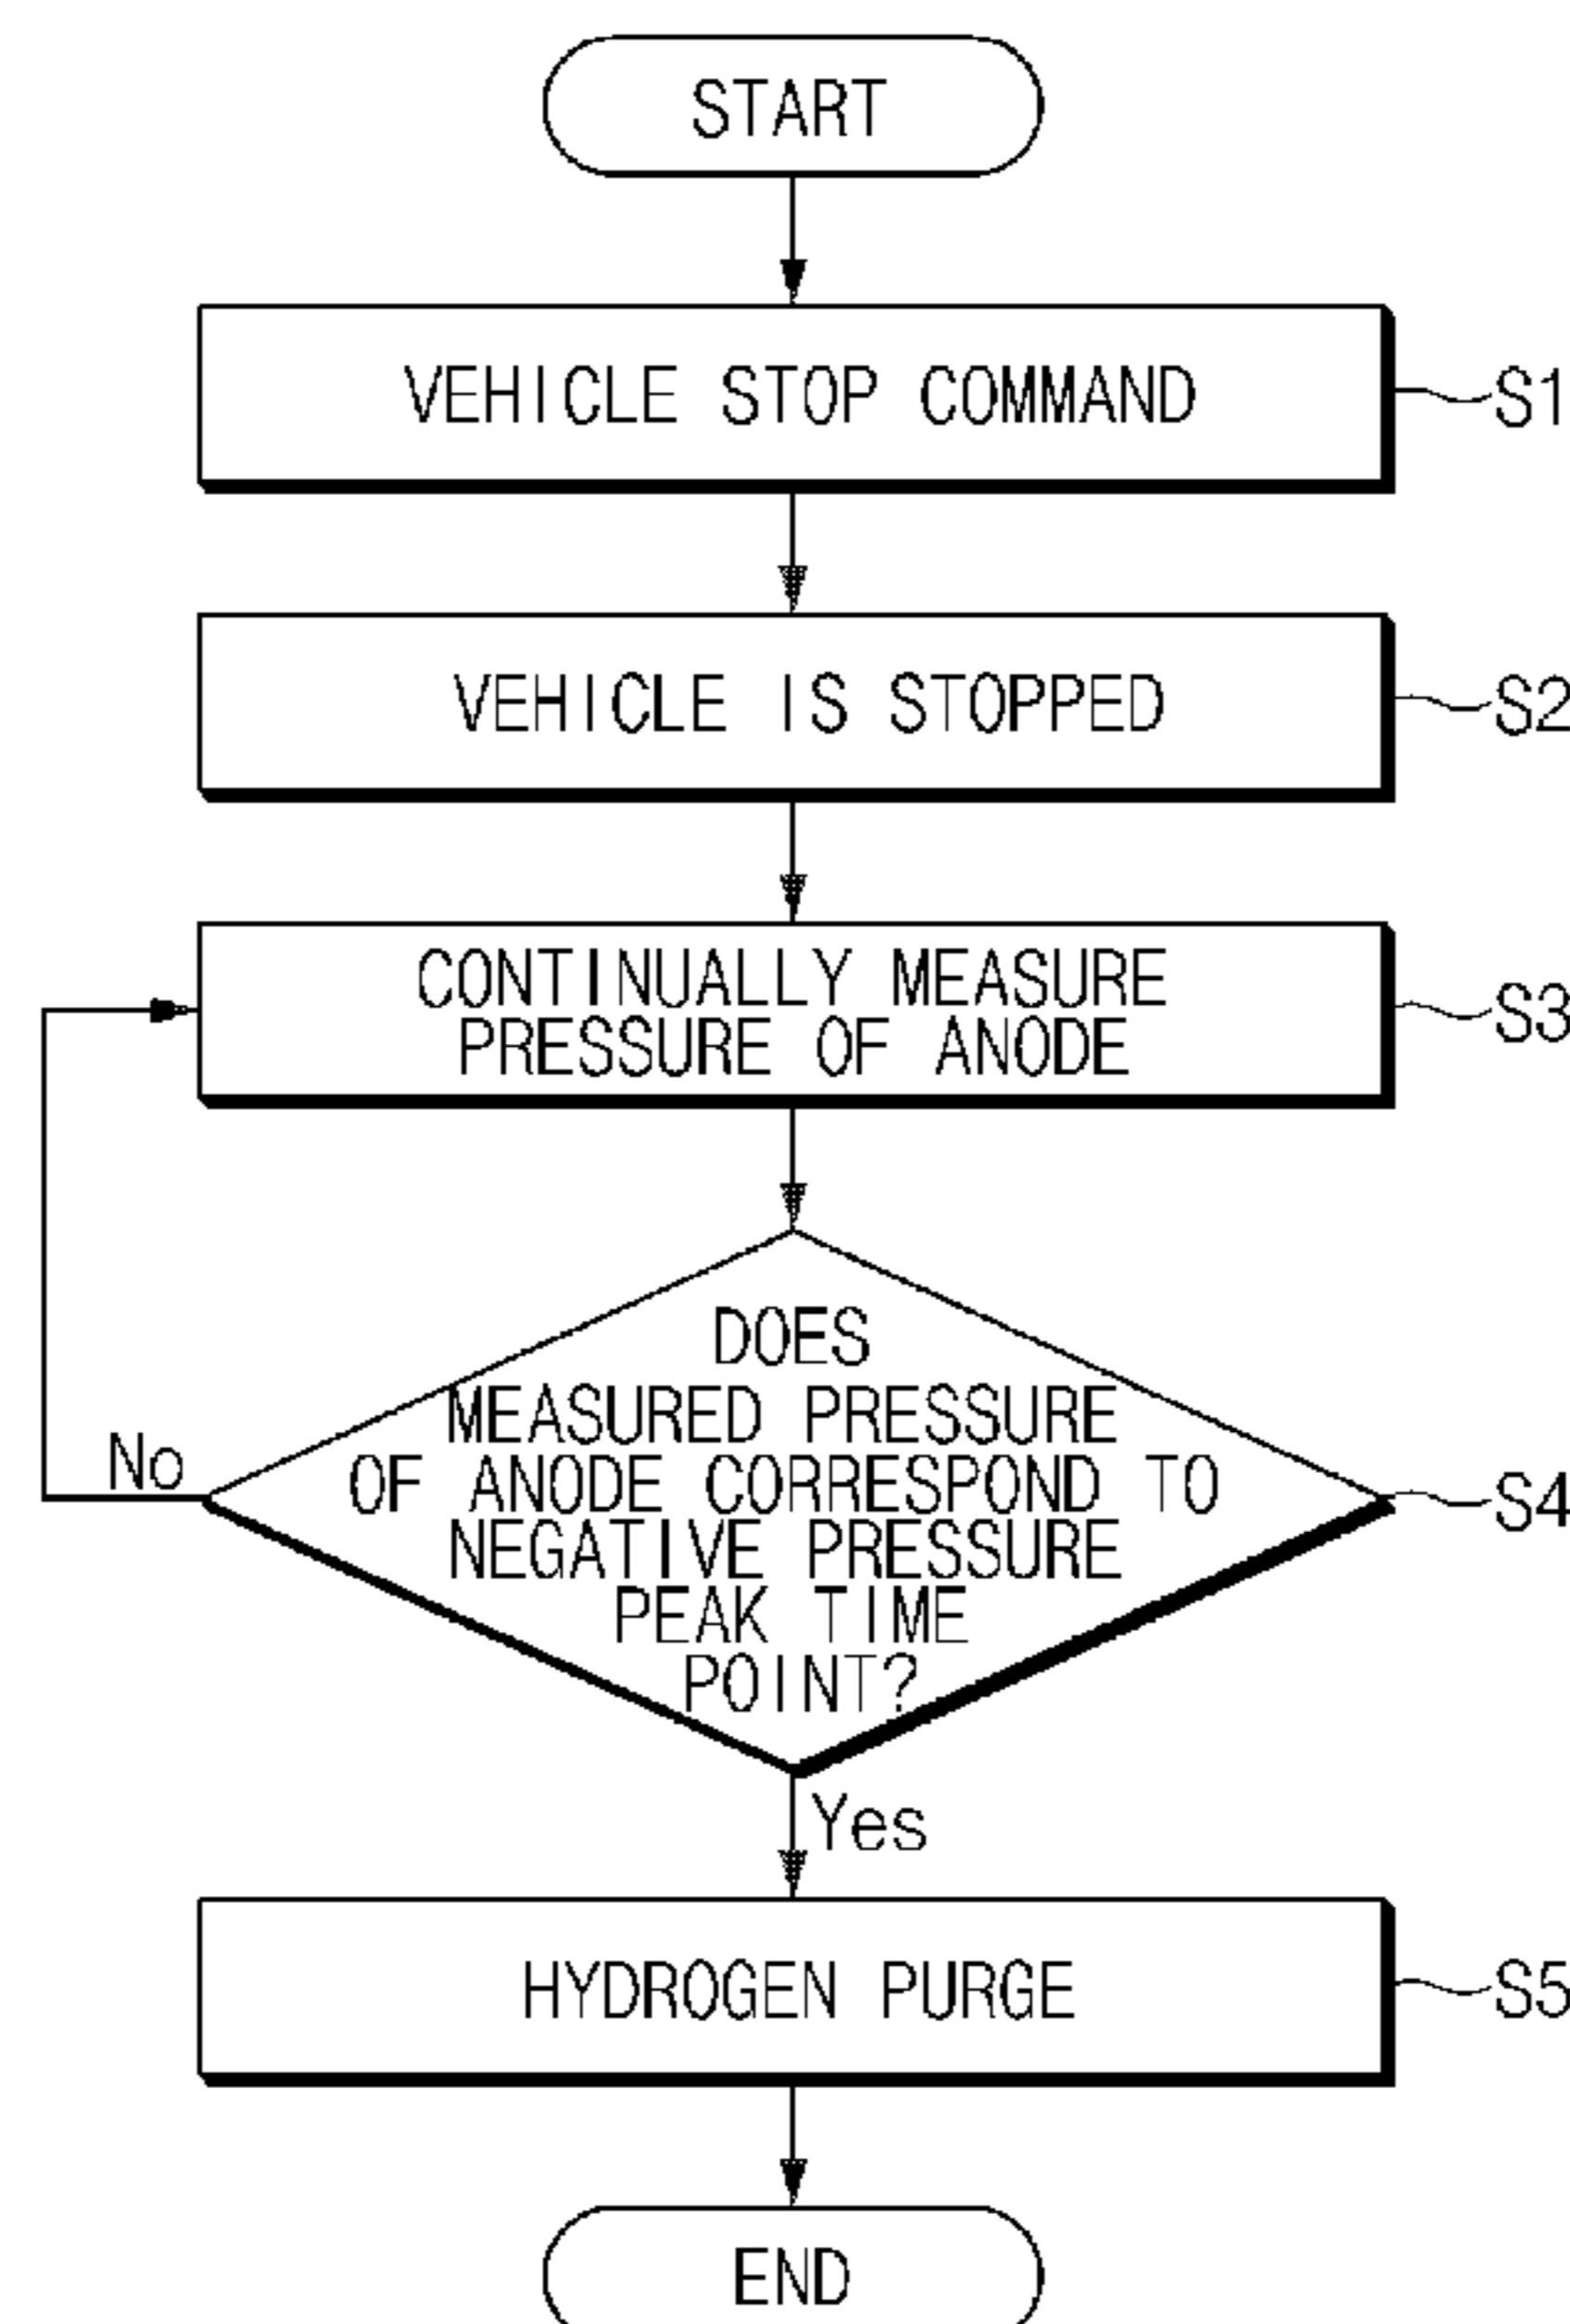 START
VEHICLE STOP COMMAND
S1
VEHICLE IS STOPPED
S2
CONTINUALLY MEASURE
PRESSURE OF ANODE
S3
DOES
MEASURED PRESSURE
OF ANODE CORRESPOND TO
NEGATIVE PRESSURE
PEAK TIME
POINT?
S4
No
Yes
HYDROGEN PURGE
S5
END